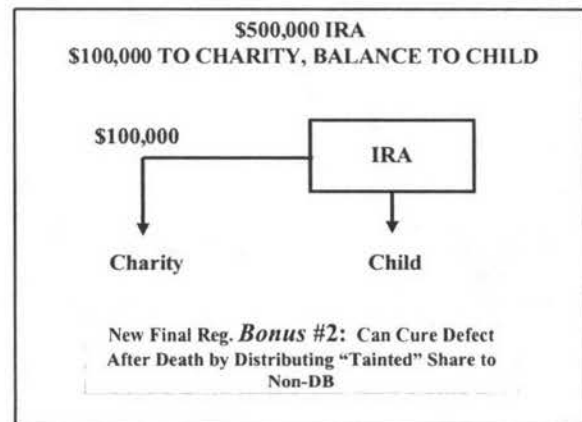 $500,000 IRA
$100,000 TO CHARITY, BALANCE TO CHILD
$100,000
IRA
Charity
Child
New Final Reg. Bonus #2: Can Cure Defect
After Death by Distributing “Tainted” Share to
Non-DB